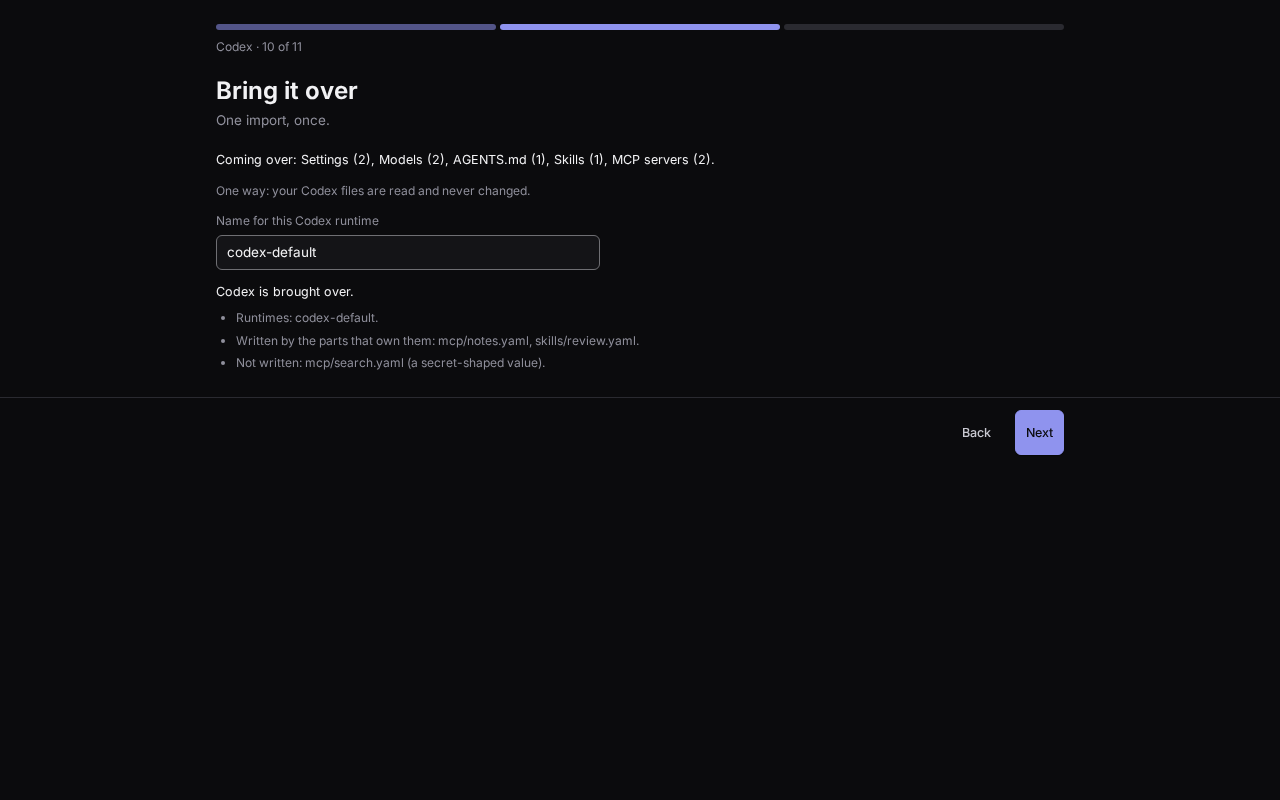 Codex · 10 of 11
Bring it over
One import, once.
Coming over: Settings (2), Models (2), AGENTS.md (1), Skills (1), MCP servers (2).
One way: your Codex files are read and never changed.
Name for this Codex runtime
codex-default
Codex is brought over.
• Runtimes: codex-default.
• Written by the parts that own them: mcp/notes.yaml, skills/review.yaml.
• Not written: mcp/search.yaml (a secret-shaped value).
Back
Next